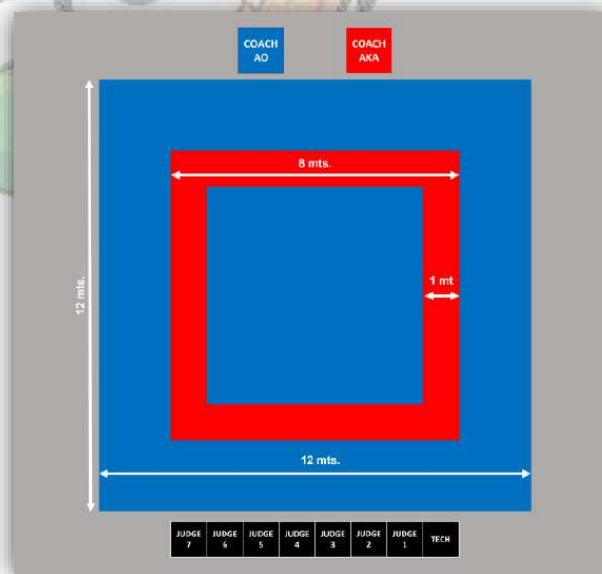 COACH
AO
COACH
AKA
8 mts.
1 mt
12 mts.
12 mts.
JUDGE
7
JUDGE
6
JUDGE
5
JUDGE
4
JUDGE
3
JUDGE
2
JUDGE
1
TECH